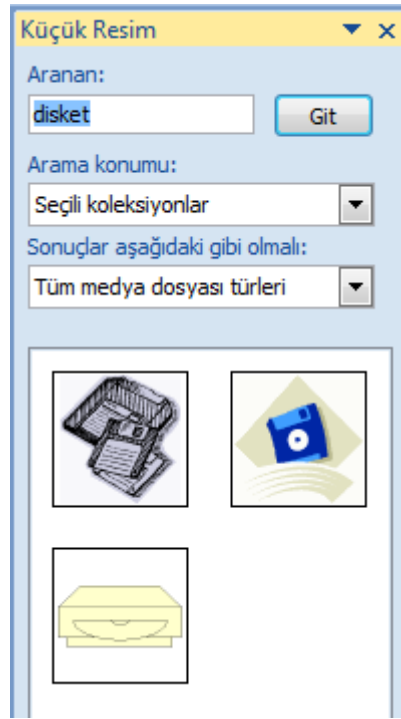 Küçük Resim
Aranan:
disket
Git
Arama konumu:
Seçili koleksiyonlar
Sonuçlar aşağıdaki gibi olmalı:
Tüm medya dosyası türleri